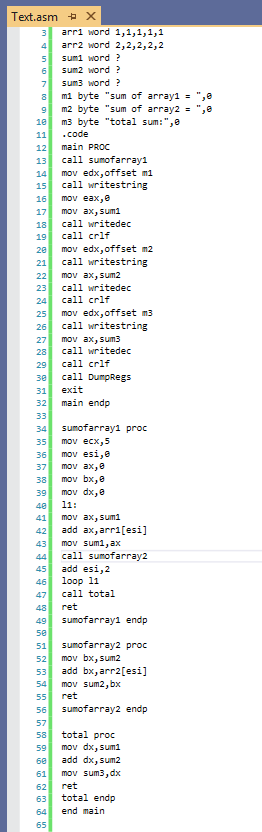 Text.asm
3 arr1 word 1,1,1,1,1
4 arr2 word 2,2,2,2,2
5 sum1 word ?
6 sum2 word ?
7 sum3 word ?
8 m1 byte "sum of array1 = ",0
9 m2 byte "sum of array2 = ",0
10 m3 byte "total sum:",0
11 .code
12 main PROC
13 call sumofarray1
14 mov edx,offset m1
15 call writestring
16 mov eax,0
17 mov ax,sum1
18 call writedec
19 call crlf
20 mov edx,offset m2
21 call writestring
22 mov ax,sum2
23 call writedec
24 call crlf
25 mov edx,offset m3
26 call writestring
27 mov ax,sum3
28 call writedec
29 call crlf
30 call DumpRegs
31 exit
32 main endp
33
34 sumofarray1 proc
35 mov ecx,5
36 mov esi,0
37 mov ax,0
38 mov bx,0
39 mov dx,0
40 l1:
41 mov ax,sum1
42 add ax,arr1[esi]
43 mov sum1,ax
44 call sumofarray2
45 add esi,2
46 loop l1
47 call total
48 ret
49 sumofarray1 endp
50
51 sumofarray2 proc
52 mov bx,sum2
53 add bx,arr2[esi]
54 mov sum2,bx
55 ret
56 sumofarray2 endp
57
58 total proc
59 mov dx,sum1
60 add dx,sum2
61 mov sum3,dx
62 ret
63 total endp
64 end main
65